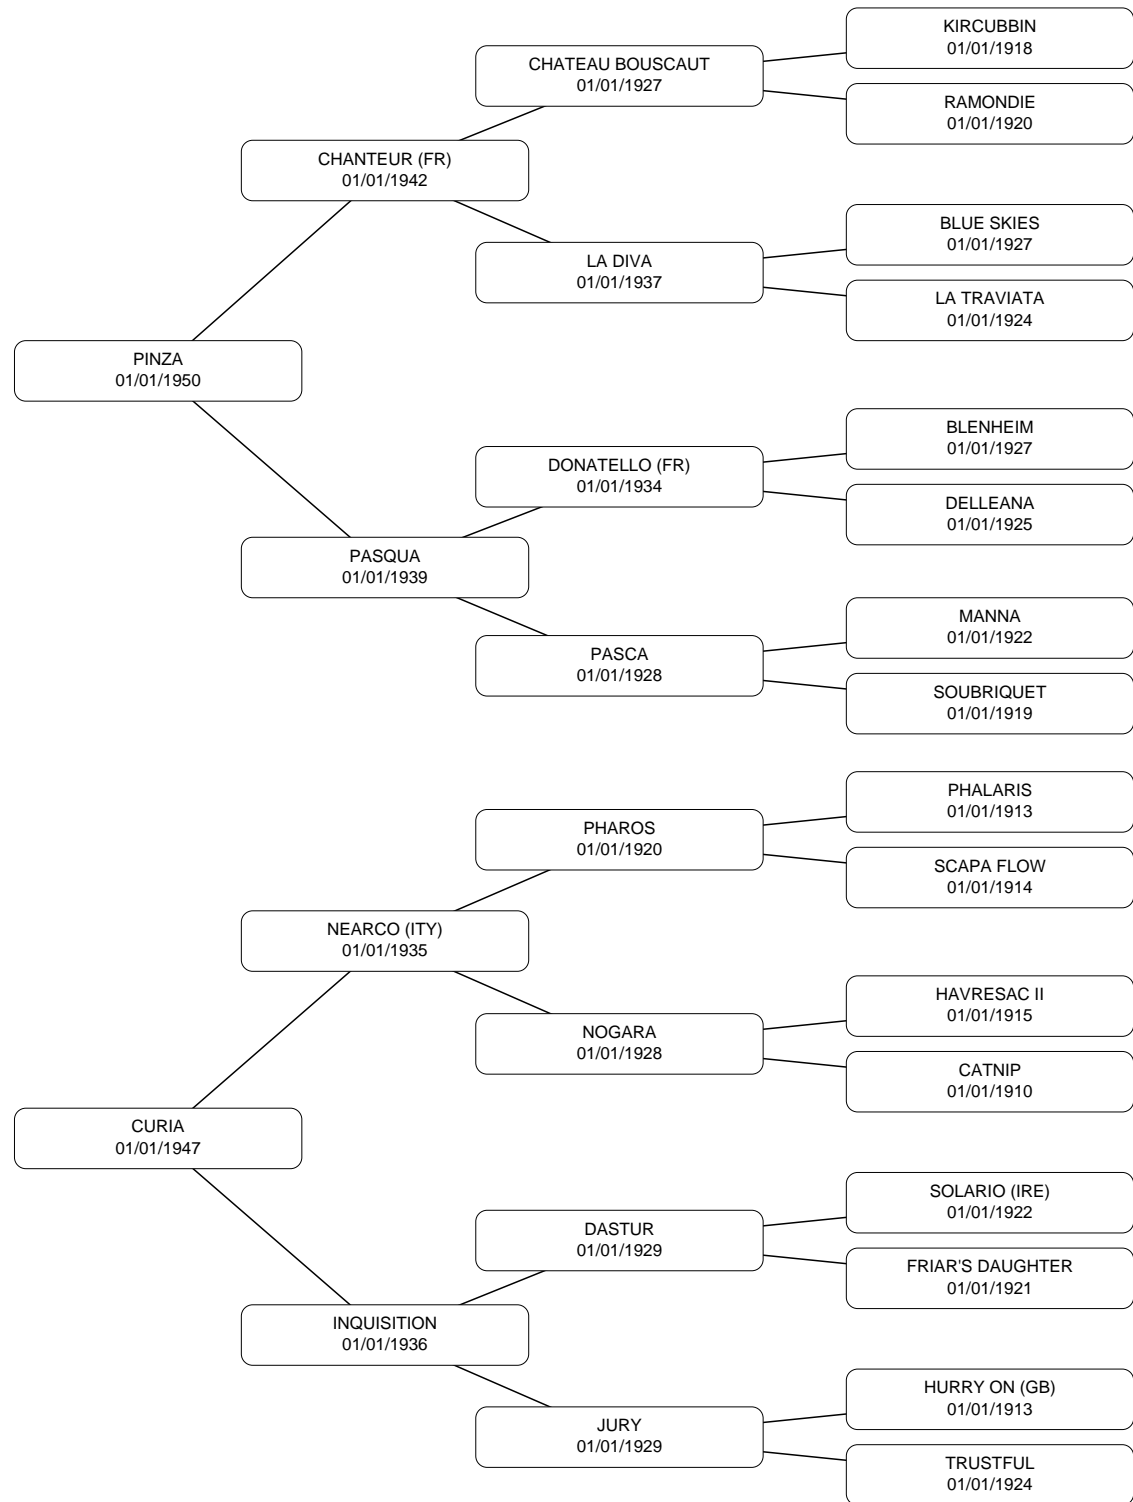 KIRCUBBIN
01/01/1918
CHATEAU BOUSCAUT
01/01/1927
RAMONDIE
01/01/1920
CHANTEUR (FR)
01/01/1942
BLUE SKIES
01/01/1927
LA DIVA
01/01/1937
LA TRAVIATA
01/01/1924
PINZA
01/01/1950
BLENHEIM
01/01/1927
DONATELLO (FR)
01/01/1934
DELLEANA
01/01/1925
PASQUA
01/01/1939
MANNA
01/01/1922
PASCA
01/01/1928
SOUBRIQUET
01/01/1919
PHALARIS
01/01/1913
PHAROS
01/01/1920
SCAPA FLOW
01/01/1914
NEARCO (ITY)
01/01/1935
HAVRESAC II
01/01/1915
NOGARA
01/01/1928
CATNIP
01/01/1910
CURIA
01/01/1947
SOLARIO (IRE)
01/01/1922
DASTUR
01/01/1929
FRIAR'S DAUGHTER
01/01/1921
INQUISITION
01/01/1936
HURRY ON (GB)
01/01/1913
JURY
01/01/1929
TRUSTFUL
01/01/1924